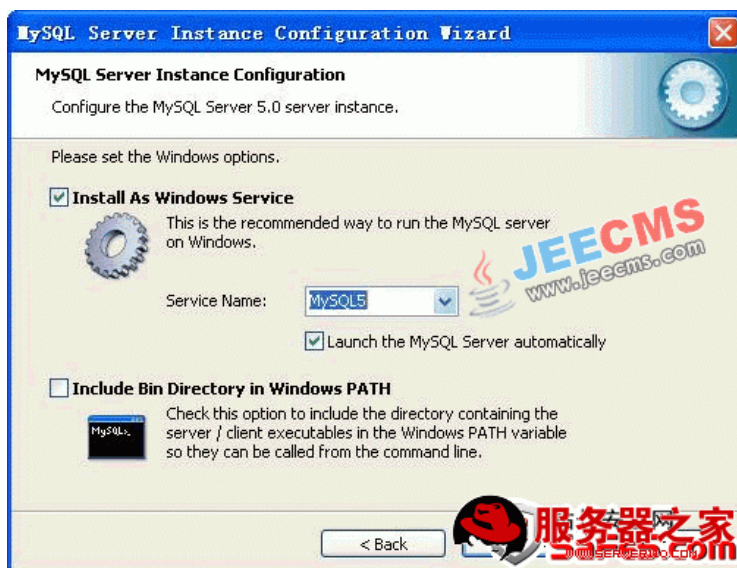 MySQL Server Instance Configuration Wizard
MySQL Server Instance Configuration
Configure the MySQL Server 5.0 server instance.
Please set the Windows options.
Install As Windows Service
This is the recommended way to run the MySQL server
on Windows.
JEECMS
www.jeecms.com
Service Name:
MySQL5
Launch the MySQL Server automatically
Include Bin Directory in Windows PATH
MySQL>_
Check this option to include the directory containing the
server / client executables in the Windows PATH variable
so they can be called from the command line.
服务器之家
< Back